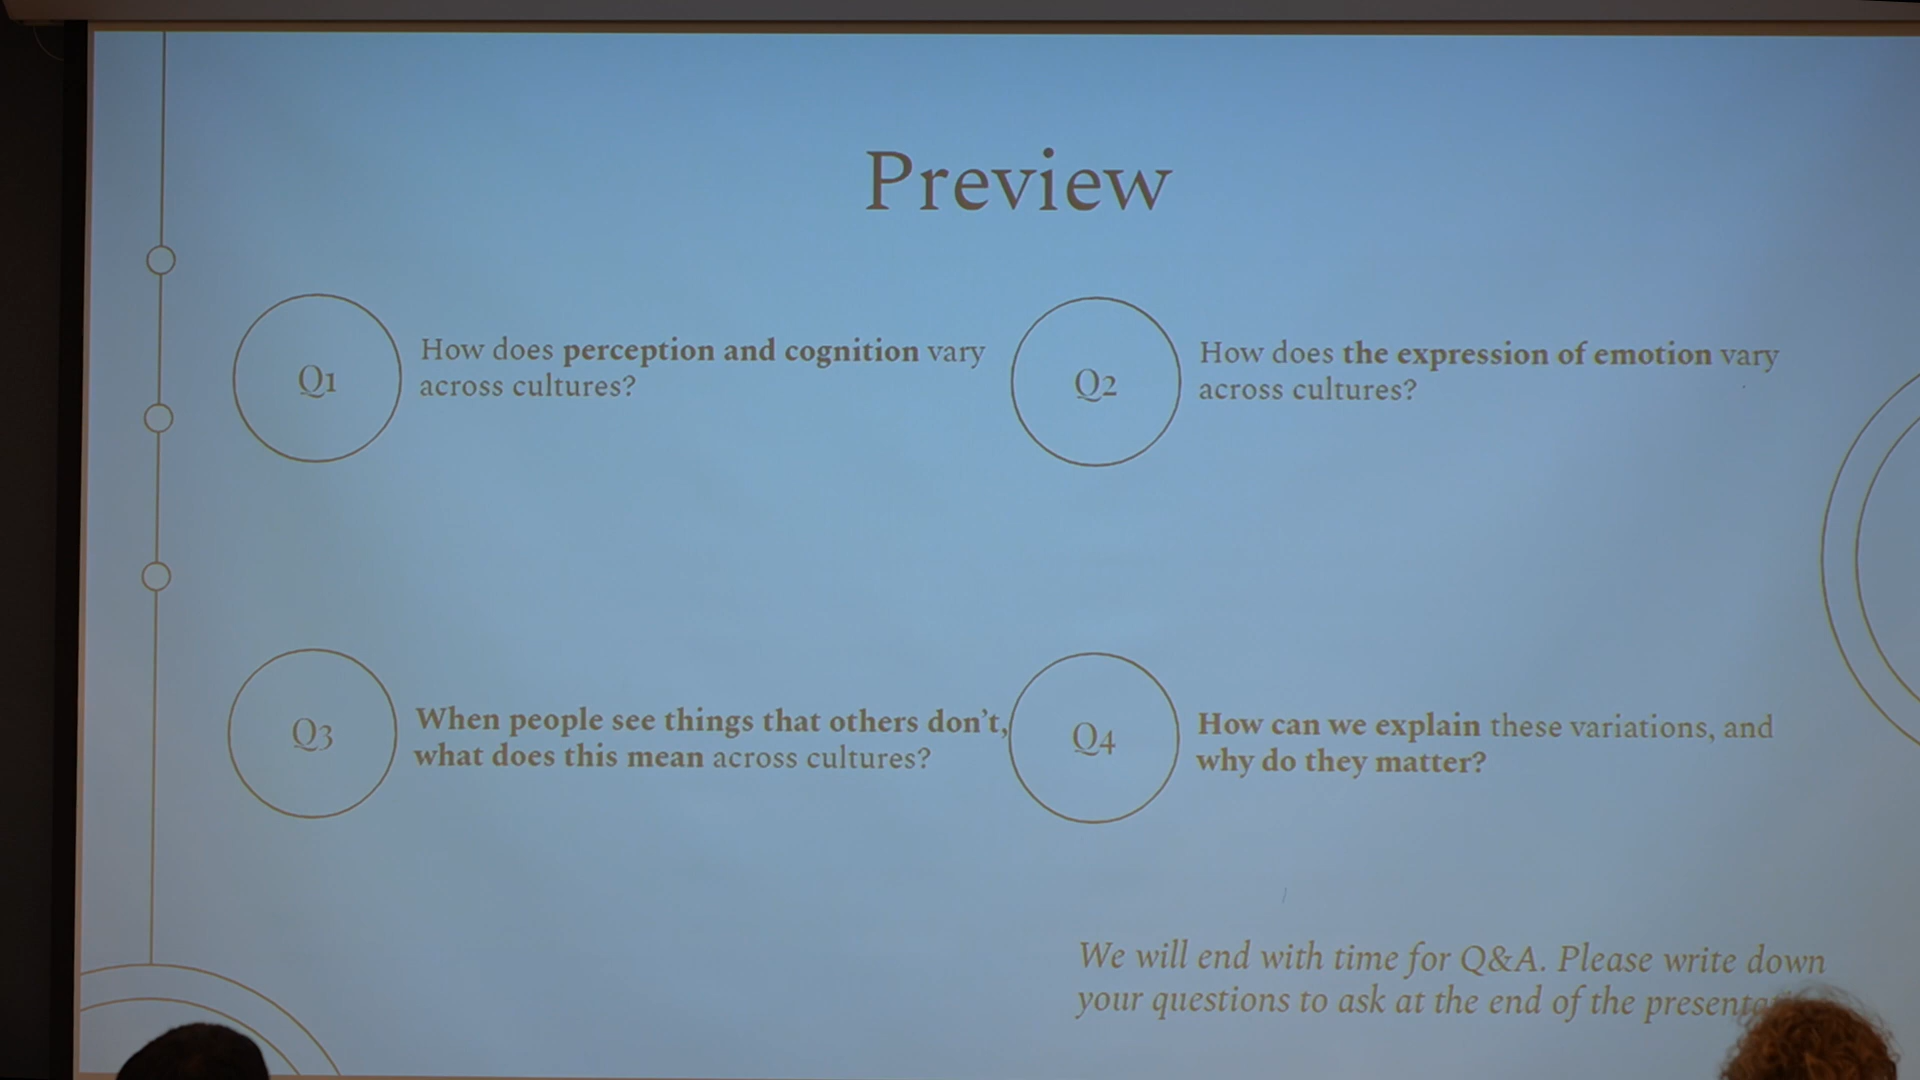 Preview
Q1
How does perception and cognition vary
across cultures?
Q2
How does the expression of emotion vary
across cultures?
Q3
When people see things that others don't,
what does this mean across cultures?
Q4
How can we explain these variations, and
why do they matter?
We will end with time for Q&A. Please write down
your questions to ask at the end of the